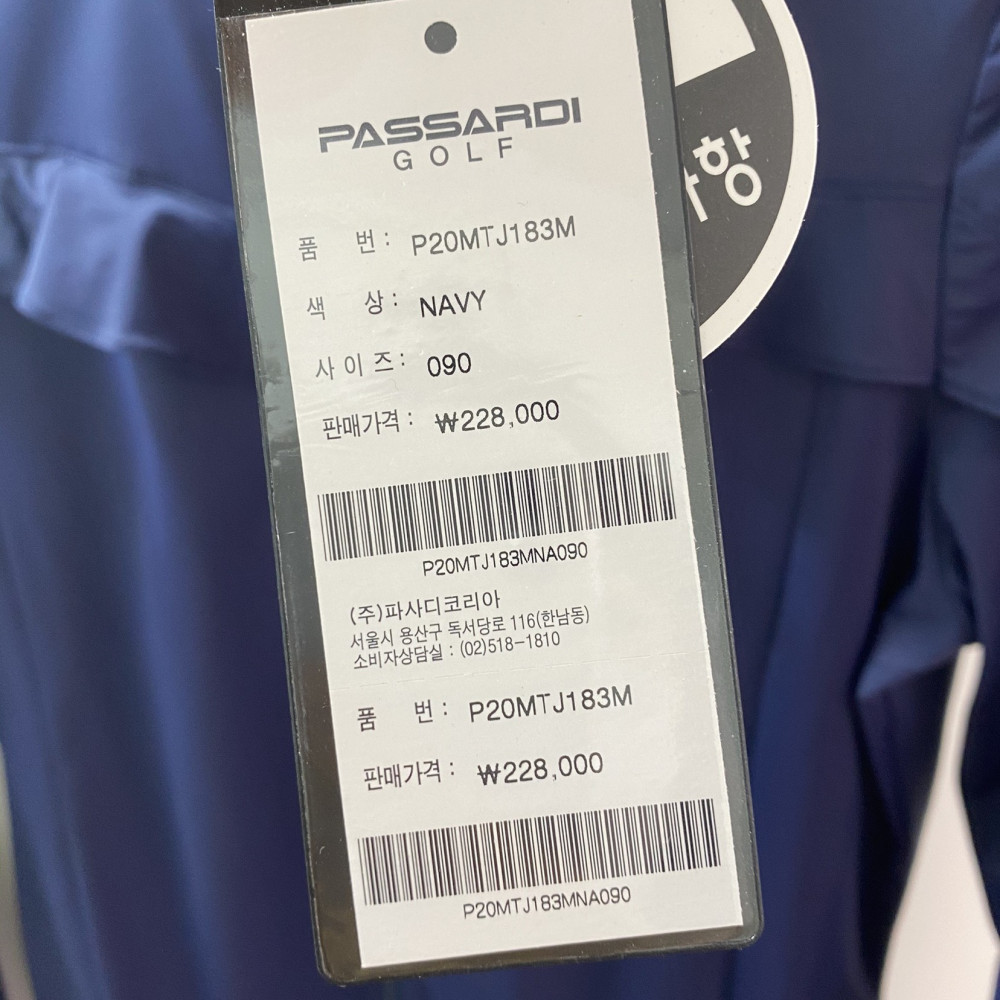 PASSARDI
GOLF
품 번 : P20MTJ183M
색 상 : NAVY
사 이 즈 : 090
판매가격 : ₩228,000
P20MTJ183MNA090
(주)파사디코리아
서울시 용산구 독서당로 116(한남동)
소비자상담실 : (02)518-1810
품 번 : P20MTJ183M
판매가격 : ₩228,000
P20MTJ183MNA090